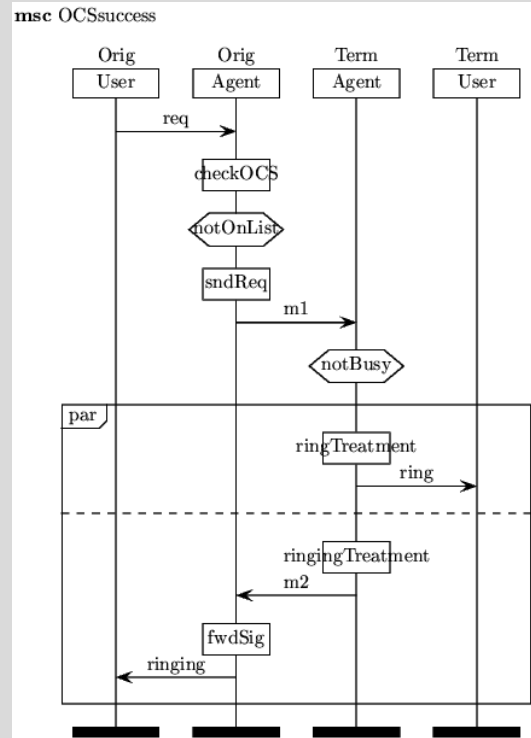 msc OCSsuccess
Orig Orig Term Term
User Agent Agent User
req
checkOCS
notOnList
sndReq
m1
notBusy
par
ringTreatment
ring
ringingTreatment
m2
fwdSig
ringing